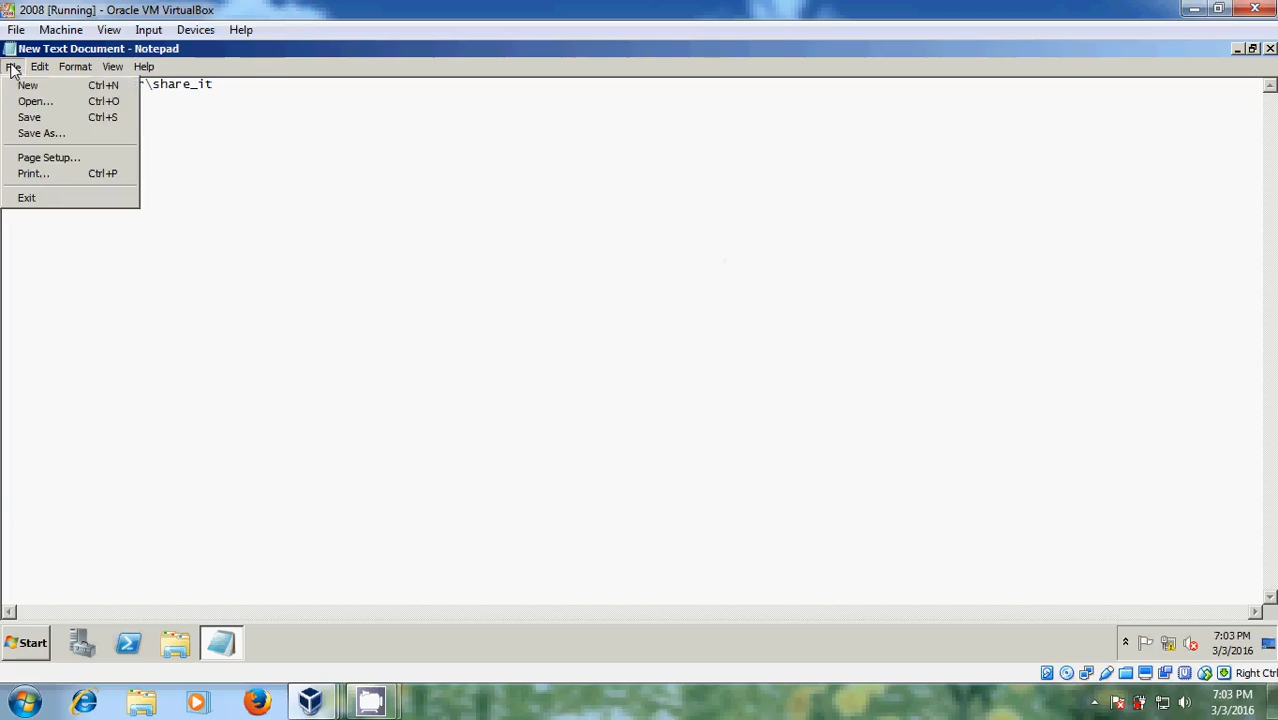 2008 [Running] - Oracle VM VirtualBox
File Machine View Input Devices Help
New Text Document - Notepad
File Edit Format View Help
r\share_it
New Ctrl+N
Open... Ctrl+O
Save Ctrl+S
Save As...
Page Setup...
Print... Ctrl+P
Exit
Start
7:03 PM
3/3/2016
Right Ctrl
7:03 PM
3/3/2016